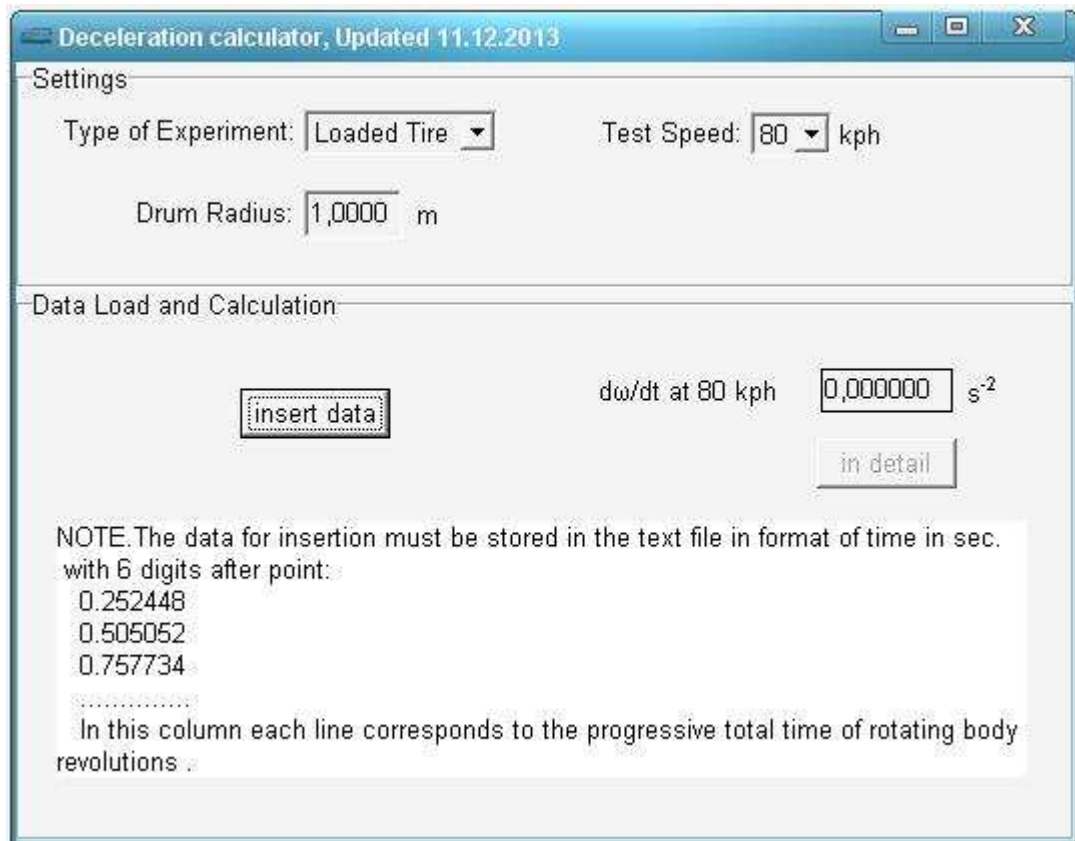 Deceleration calculator, Updated 11.12.2013
Settings
Type of Experiment: Loaded Tire Test Speed: 80 kph
Drum Radius: 1,0000 m
Data Load and Calculation
insert data dω/dt at 80 kph 0,000000 s⁻²
in detail
NOTE.The data for insertion must be stored in the text file in format of time in sec.
with 6 digits after point:
0.252448
0.505052
0.757734
..............
In this column each line corresponds to the progressive total time of rotating body
revolutions .